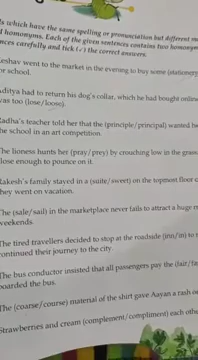 ls which have the same spelling or pronunciation but different
homonyms. Each of the given sentences contains two homonym
nces carefully and tick (✓) the correct answers.
Keshav went to the market in the evening to buy some (stationery
or school.
Aditya had to return his dog's collar, which he had bought online
was too (lose/loose).
Radha's teacher told her that the (principle/principal) wanted he
he school in an art competition.
The lioness hunts her (pray/prey) by crouching low in the grass
close enough to pounce on it.
Rakesh's family stayed in a (suite/sweet) on the topmost floor o
they went on vacation.
The (sale/sail) in the marketplace never fails to attract a huge
weekends.
The tired travellers decided to stop at the roadside (inn/in) to
continued their journey to the city.
The bus conductor insisted that all passengers pay the (fair/fa
boarded the bus.
The (coarse/course) material of the shirt gave Aayan a rash
Strawberries and cream (complement/compliment) each othe